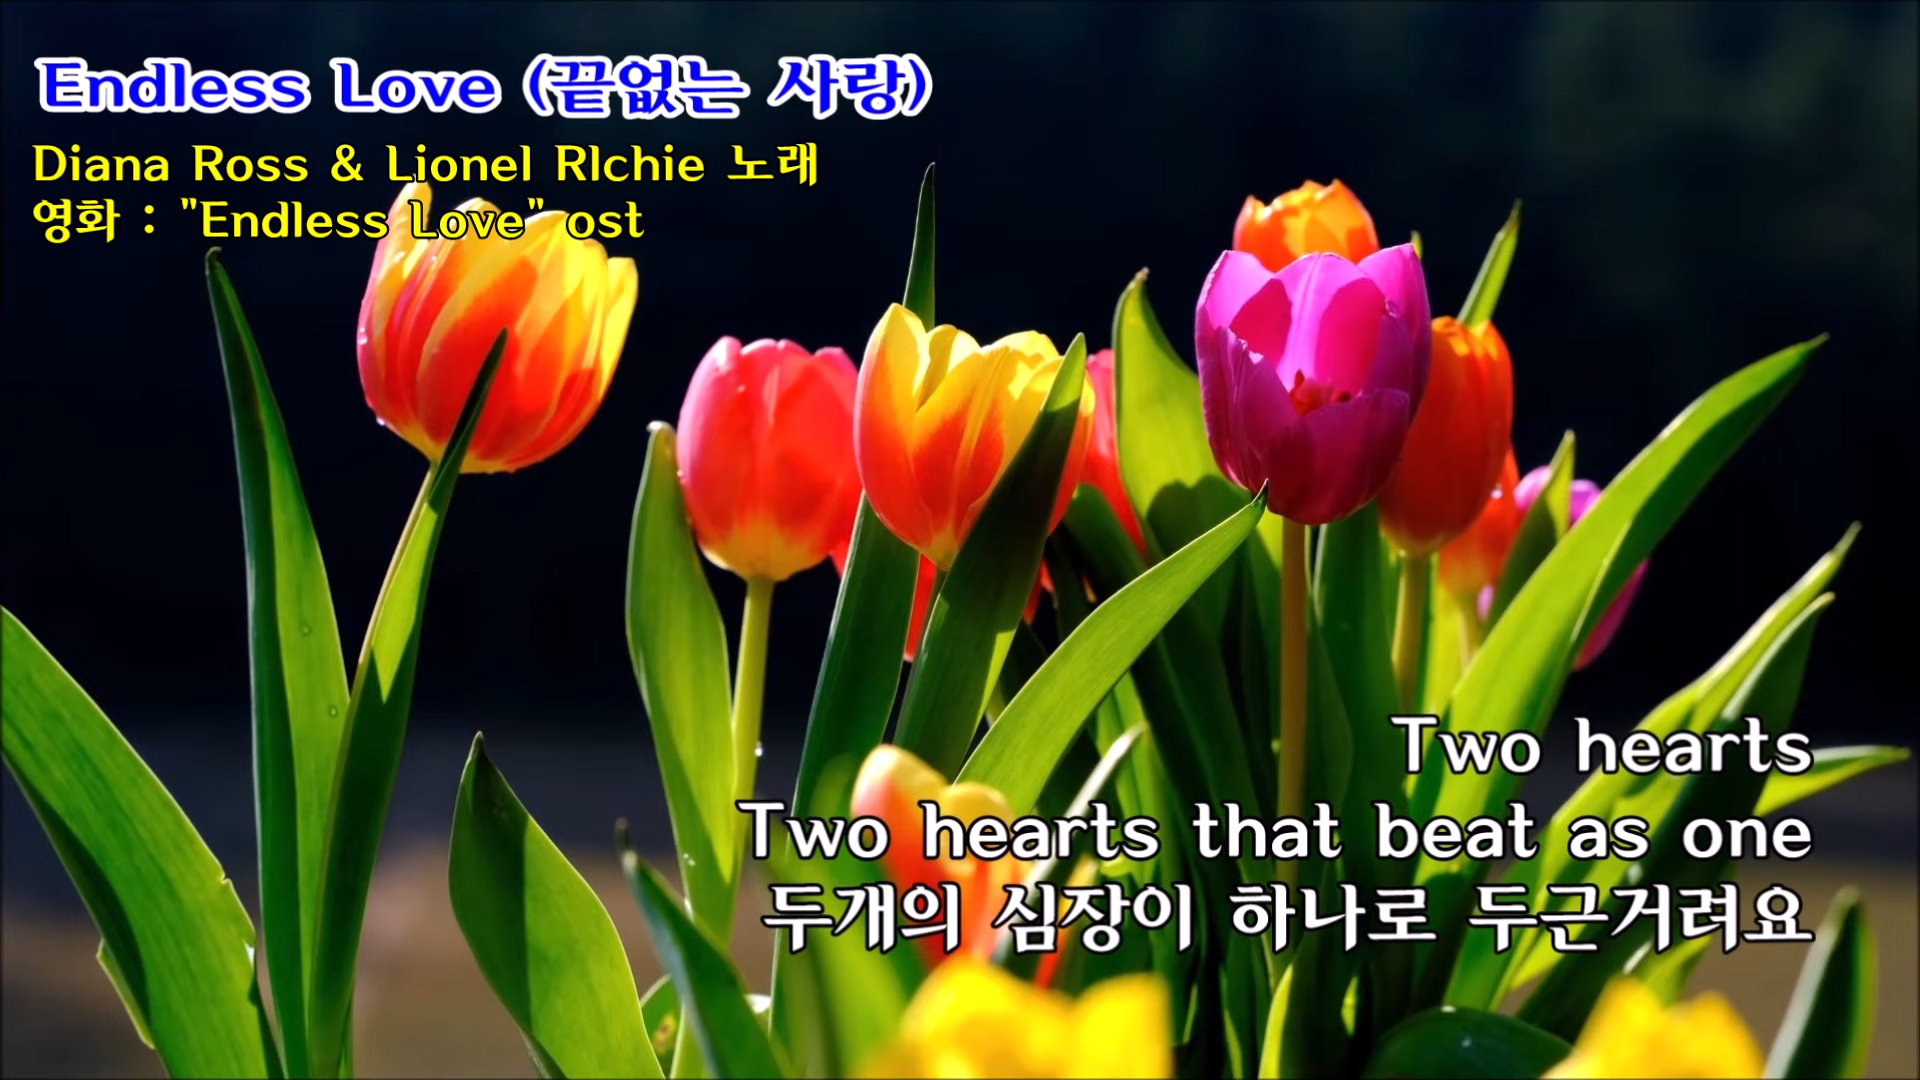 Endless Love (끝없는 사랑)
Diana Ross & Lionel RIchie 노래
영화 : "Endless Love" ost
Two hearts
Two hearts that beat as one
두개의 심장이 하나로 두근거려요